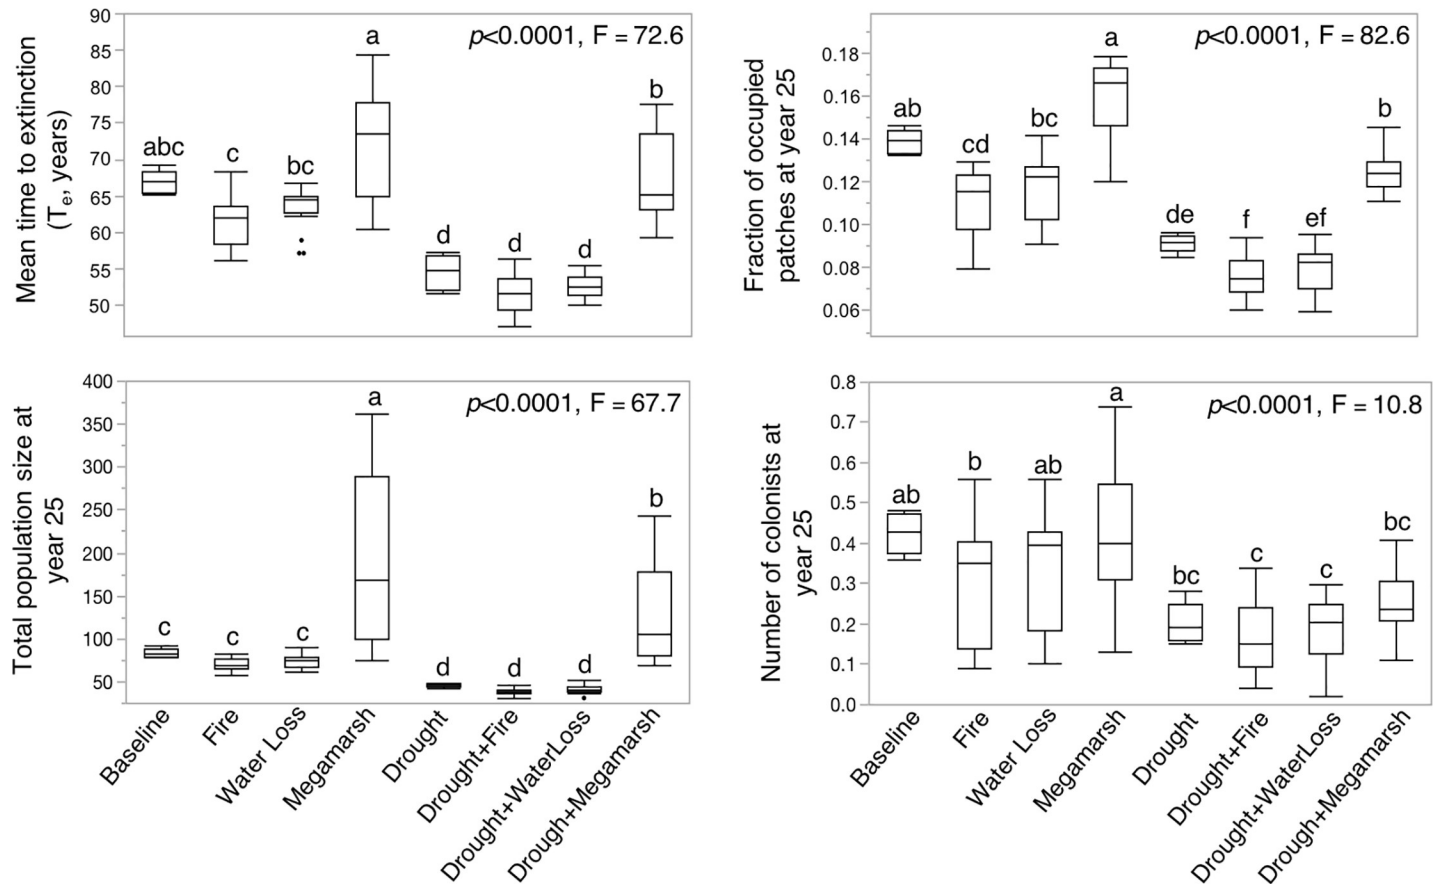 Mean time to extinction
(Te, years)
90
85
80
75
70
65
60
55
50
p<0.0001, F = 72.6
abc
c
bc
a
d
d
d
b
Fraction of occupied
patches at year 25
0.18
0.16
0.14
0.12
0.10
0.08
0.06
p<0.0001, F = 82.6
ab
cd
bc
a
de
f
ef
b
Total population size at
year 25
400
350
300
250
200
150
100
50
p<0.0001, F = 67.7
c
c
c
a
d
d
d
b
Baseline
Fire
Water Loss
Megamarsh
Drought
Drought+Fire
Drought+WaterLoss
Drough+Megamarsh
Number of colonists at
year 25
0.8
0.7
0.6
0.5
0.4
0.3
0.2
0.1
0.0
p<0.0001, F = 10.8
ab
b
ab
a
bc
c
c
bc
Baseline
Fire
Water Loss
Megamarsh
Drought
Drought+Fire
Drought+WaterLoss
Drough+Megamarsh